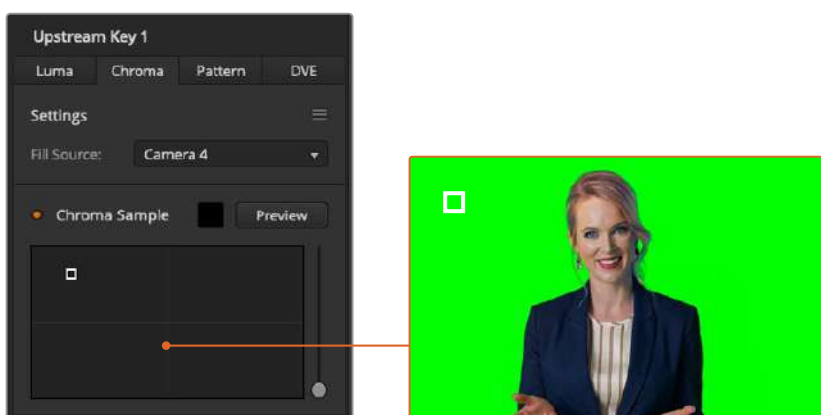 Upstream Key 1
Luma Chroma Pattern DVE
Settings
Fill Source: Camera 4
Chroma Sample Preview